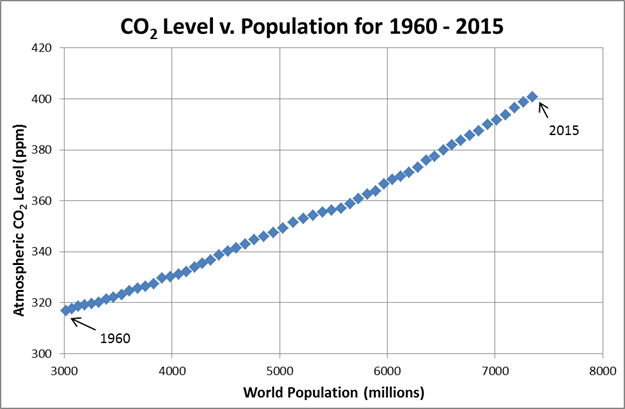 CO₂ Level v. Population for 1960 - 2015
Atmospheric CO₂ Level (ppm)
420
400
380
360
340
320
300
2015
1960
3000 4000 5000 6000 7000 8000
World Population (millions)